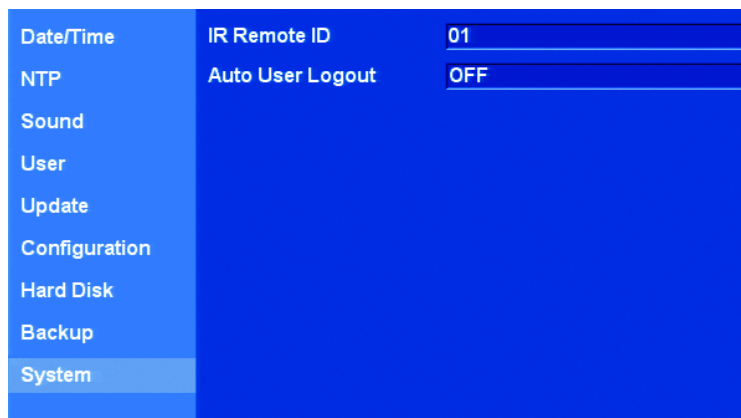 Date/Time
NTP
Sound
User
Update
Configuration
Hard Disk
Backup
System
IR Remote ID 01
Auto User Logout OFF